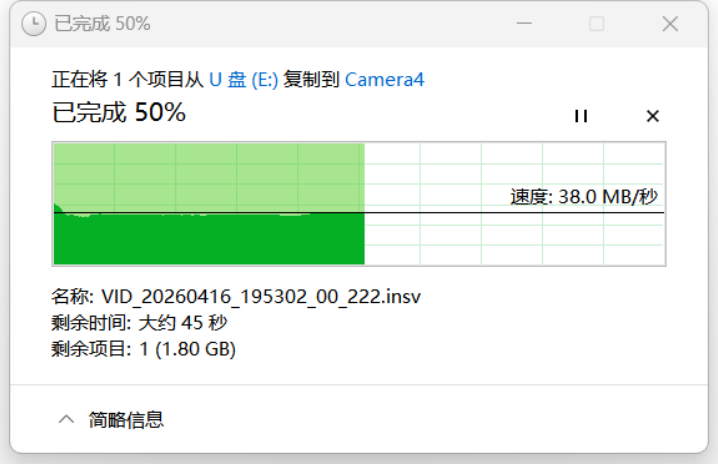 已完成 50%
正在将 1 个项目从 U 盘 (E:) 复制到 Camera4
已完成 50%
速度: 38.0 MB/秒
名称: VID_20260416_195302_00_222.insv
剩余时间: 大约 45 秒
剩余项目: 1 (1.80 GB)
简略信息